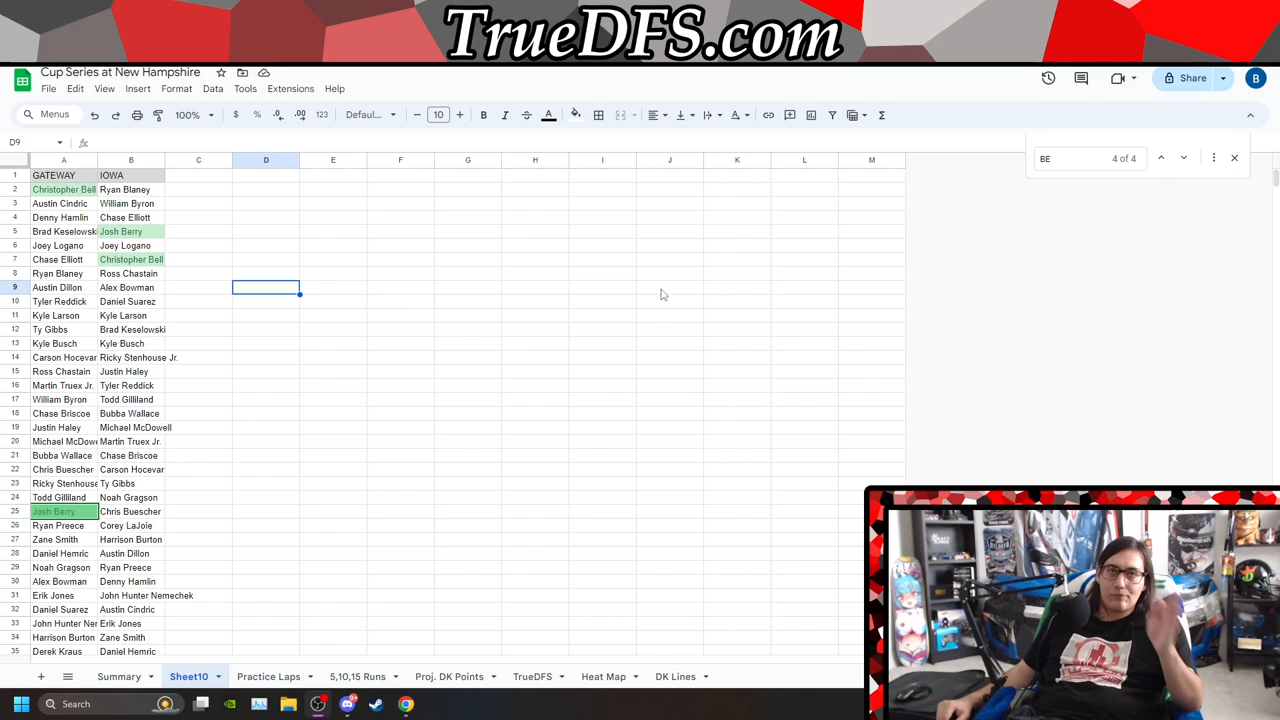 TrueDFS.com
Cup Series at New Hampshire
File Edit View Insert Format Data Tools Extensions Help
Share
B
Menus
100%
$ % .0 .00 123
Defaul...
10
B I A
D9
fx
BE 4 of 4
A B C D E F G H I J K L M
1 GATEWAY IOWA
2 Christopher Bell Ryan Blaney
3 Austin Cindric William Byron
4 Denny Hamlin Chase Elliott
5 Brad Keselowski Josh Berry
6 Joey Logano Joey Logano
7 Chase Elliott Christopher Bell
8 Ryan Blaney Ross Chastain
9 Austin Dillon Alex Bowman
10 Tyler Reddick Daniel Suarez
11 Kyle Larson Kyle Larson
12 Ty Gibbs Brad Keselowski
13 Kyle Busch Kyle Busch
14 Carson Hocevar Ricky Stenhouse Jr.
15 Ross Chastain Justin Haley
16 Martin Truex Jr. Tyler Reddick
17 William Byron Todd Gilliland
18 Chase Briscoe Bubba Wallace
19 Justin Haley Michael McDowell
20 Michael McDowe Martin Truex Jr.
21 Bubba Wallace Chase Briscoe
22 Chris Buescher Carson Hocevar
23 Ricky Stenhouse Ty Gibbs
24 Todd Gilliland Noah Gragson
25 Josh Berry Chris Buescher
26 Ryan Preece Corey LaJoie
27 Zane Smith Harrison Burton
28 Daniel Hemric Austin Dillon
29 Noah Gragson Ryan Preece
30 Alex Bowman Denny Hamlin
31 Erik Jones John Hunter Nemechek
32 Daniel Suarez Austin Cindric
33 John Hunter Ner Erik Jones
34 Harrison Burton Zane Smith
35 Derek Kraus Daniel Hemric
Summary Sheet10 Practice Laps 5,10,15 Runs Proj. DK Points TrueDFS Heat Map DK Lines
Search